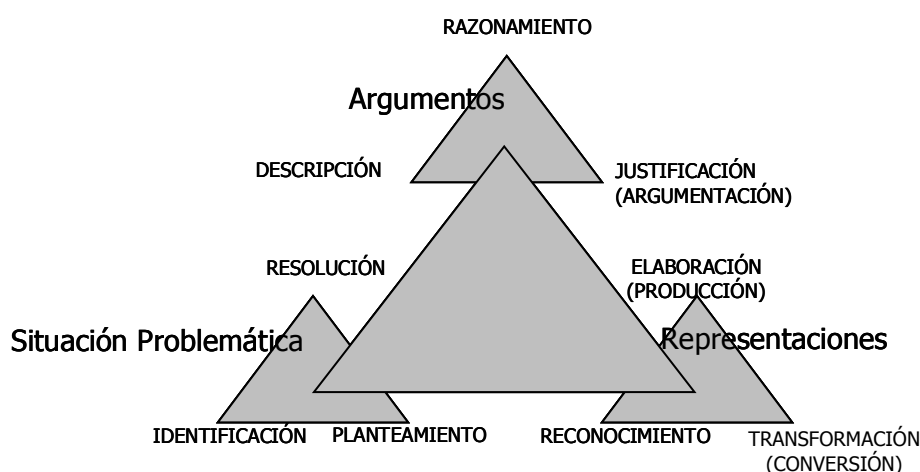 RAZONAMIENTO
Argumentos
DESCRIPCIÓN
JUSTIFICACIÓN
(ARGUMENTACIÓN)
RESOLUCIÓN
ELABORACIÓN
(PRODUCCIÓN)
Situación Problemática
Representaciones
IDENTIFICACIÓN
PLANTEAMIENTO
RECONOCIMIENTO
TRANSFORMACIÓN
(CONVERSIÓN)